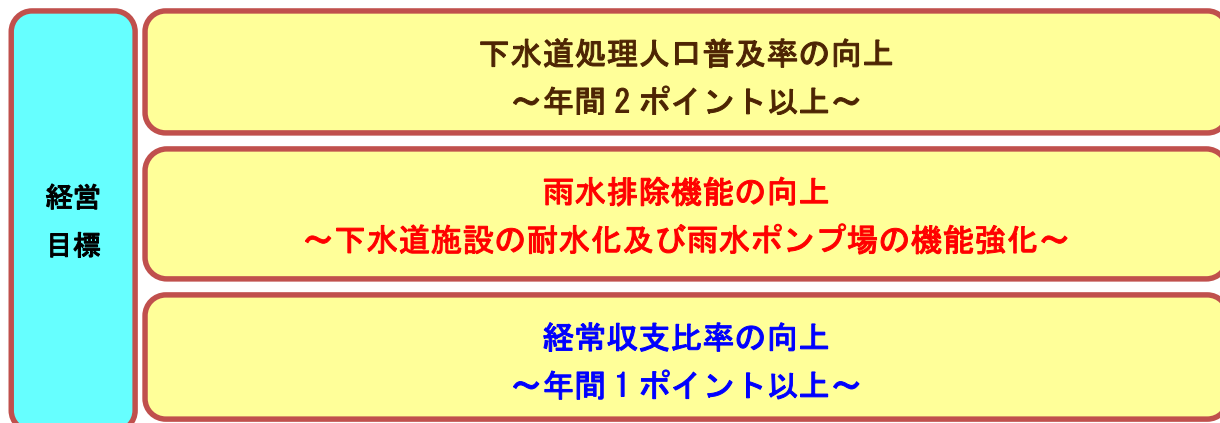 経営
目標
下水道処理人口普及率の向上
～年間２ポイント以上～
雨水排除機能の向上
～下水道施設の耐水化及び雨水ポンプ場の機能強化～
経常収支比率の向上
～年間１ポイント以上～